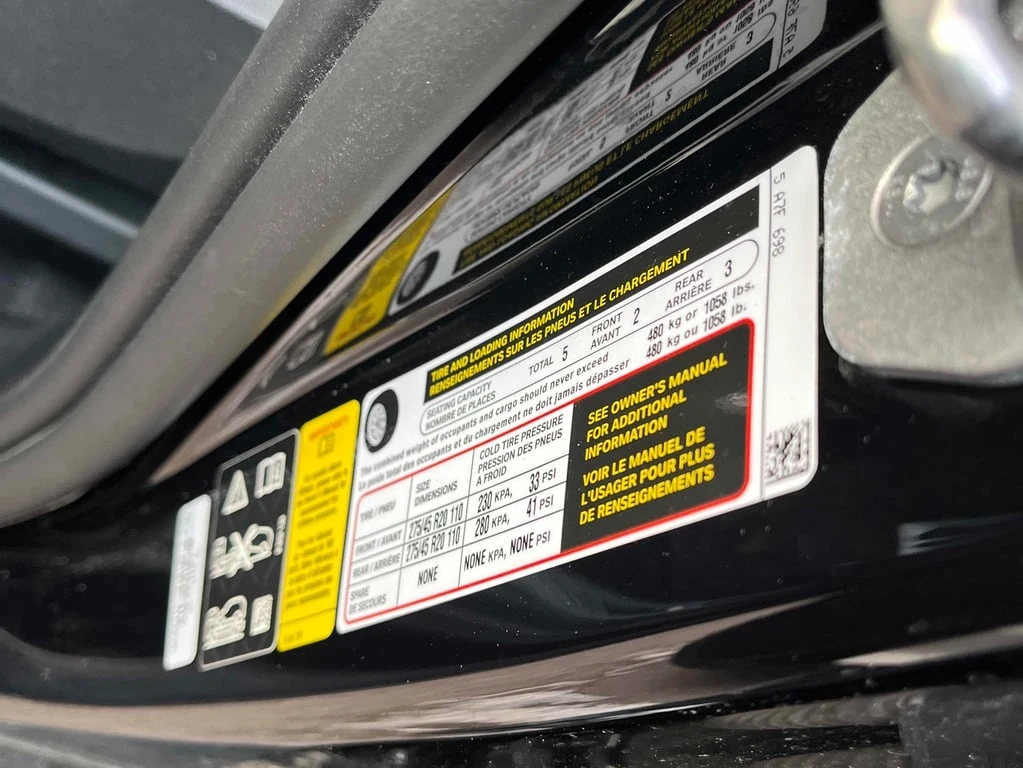 5 A7F 698
TIRE AND LOADING INFORMATION
RENSEIGNEMENTS SUR LES PNEUS ET LE CHARGEMENT
SEATING CAPACITY
NOMBRE DE PLACES
TOTAL 5
FRONT
AVANT
2
REAR
ARRIÈRE
3
The combined weight of occupants and cargo should never exceed 480 kg or 1058 lbs.
Le poids total des occupants et du chargement ne doit jamais dépasser 480 kg ou 1058 lb.
TIRE / PNEU
SIZE
DIMENSIONS
COLD TIRE PRESSURE
PRESSION DES PNEUS
A FROID
FRONT / AVANT 275/45 R20 110 230 KPA, 33 PSI
REAR / ARRIÈRE 275/45 R20 110 280 KPA, 41 PSI
SPARE
DE SECOURS
NONE NONE KPA, NONE PSI
SEE OWNER'S MANUAL
FOR ADDITIONAL
INFORMATION
VOIR LE MANUEL DE
L'USAGER POUR PLUS
DE RENSEIGNEMENTS